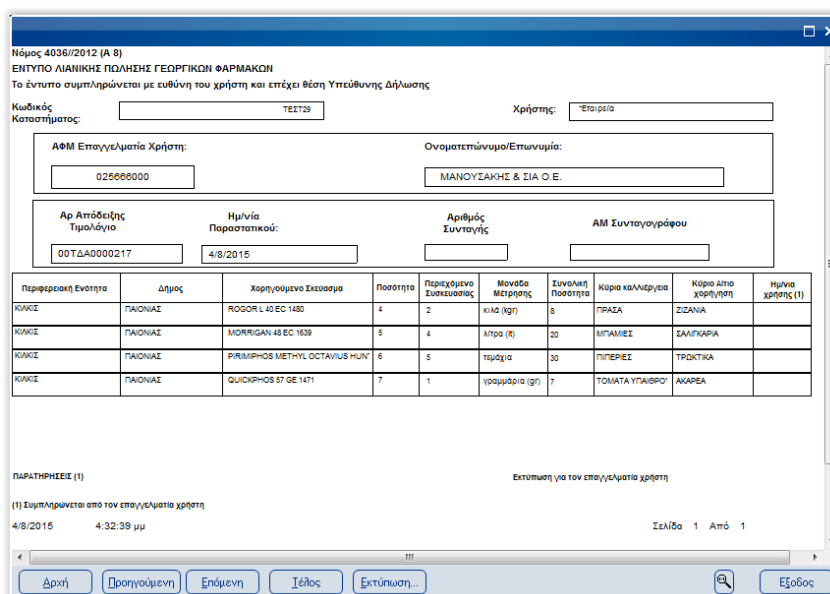 Νόμος 4036//2012 (Α 8)
ΕΝΤΥΠΟ ΛΙΑΝΙΚΗΣ ΠΩΛΗΣΗΣ ΓΕΩΡΓΙΚΩΝ ΦΑΡΜΑΚΩΝ
Το έντυπο συμπληρώνεται με ευθύνη του χρήστη και επέχει θέση Υπεύθυνης Δήλωσης
Κωδικός Καταστήματος: ΤΕΣΤ29 Χρήστης: *Εταιρεία
ΑΦΜ Επαγγελματία Χρήστη: Ονοματεπώνυμο/Επωνυμία:
025666000 ΜΑΝΟΥΣΑΚΗΣ & ΣΙΑ Ο.Ε.
Αρ Απόδειξης Τιμολόγιο Ημ/νία Παραστατικού: Αριθμός Συνταγής ΑΜ Συνταγογράφου
00ΤΔΑ0000217 4/8/2015
Περιφερειακή Ενότητα Δήμος Χορηγούμενο Σκεύασμα Ποσότητα Περιεχόμενο Συσκευασίας Μονάδα Μέτρησης Συνολική Ποσότητα Κύρια καλλιέργεια Κύριο Αίτιο χορήγηση Ημ/νια χρήσης (1)
ΚΙΛΚΙΣ ΠΑΙΟΝΙΑΣ ROGOR L 40 EC 1480 4 2 κιλά (kgr) 8 ΠΡΑΣΑ ΖΙΖΑΝΙΑ
ΚΙΛΚΙΣ ΠΑΙΟΝΙΑΣ MORRIGAN 48 EC 1639 5 4 λίτρα (lt) 20 ΜΠΑΜΙΕΣ ΣΑΛΙΓΚΑΡΙΑ
ΚΙΛΚΙΣ ΠΑΙΟΝΙΑΣ PIRIMIPHOS METHYL OCTAVIUS HUN 6 5 τεμάχια 30 ΠΙΠΕΡΙΕΣ ΤΡΩΚΤΙΚΑ
ΚΙΛΚΙΣ ΠΑΙΟΝΙΑΣ QUICKPHOS 57 GE 1471 7 1 γραμμάρια (gr) 7 ΤΟΜΑΤΑ ΥΠΑΙΘΡΟ ΑΚΑΡΕΑ
ΠΑΡΑΤΗΡΗΣΕΙΣ (1) Εκτύπωση για τον επαγγελματία χρήστη
(1) Συμπληρώνεται από τον επαγγελματία χρήστη
4/8/2015 4:32:39 μμ Σελίδα 1 Από 1
Αρχή Προηγούμενη Επόμενη Τέλος Εκτύπωση... Εξοδος